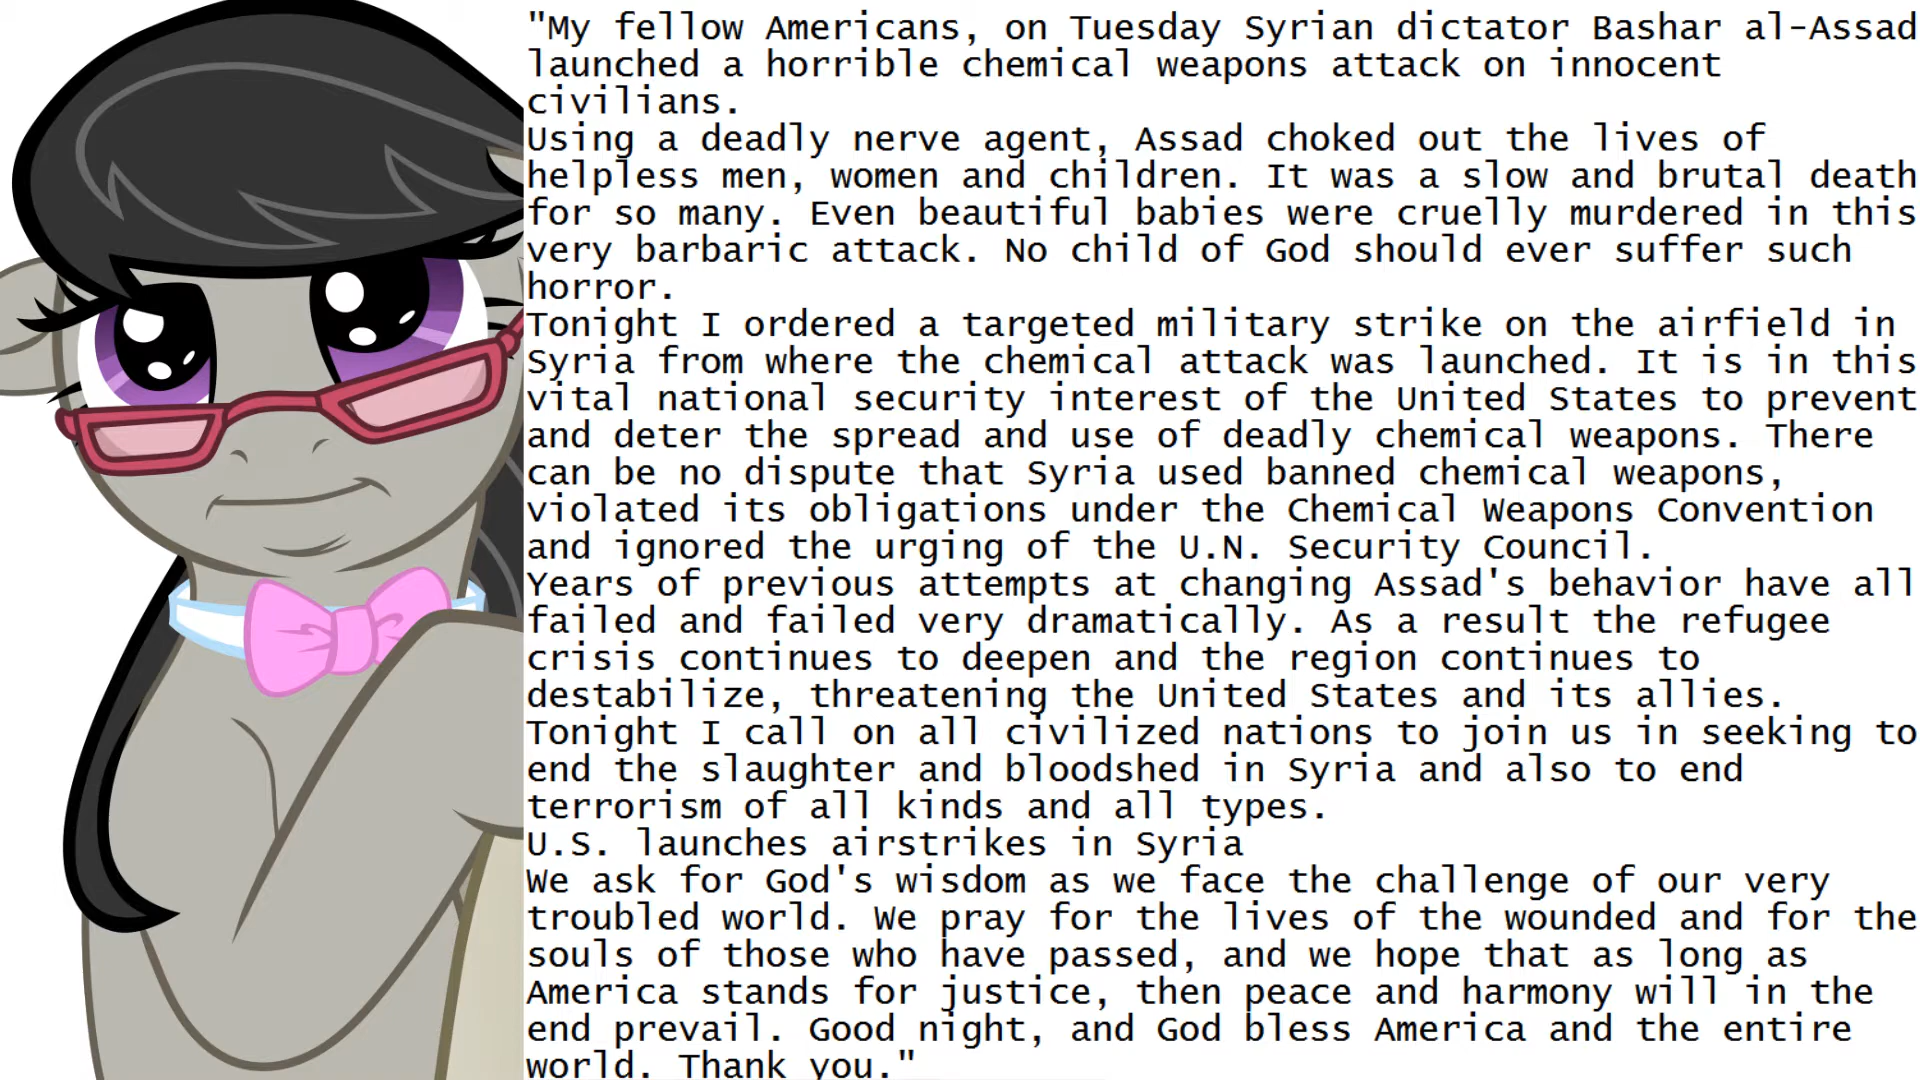 "My fellow Americans, on Tuesday Syrian dictator Bashar al-Assad
launched a horrible chemical weapons attack on innocent
civilians.
Using a deadly nerve agent, Assad choked out the lives of
helpless men, women and children. It was a slow and brutal death
for so many. Even beautiful babies were cruelly murdered in this
very barbaric attack. No child of God should ever suffer such
horror.
Tonight I ordered a targeted military strike on the airfield in
Syria from where the chemical attack was launched. It is in this
vital national security interest of the United States to prevent
and deter the spread and use of deadly chemical weapons. There
can be no dispute that Syria used banned chemical weapons,
violated its obligations under the Chemical Weapons Convention
and ignored the urging of the U.N. Security Council.
Years of previous attempts at changing Assad's behavior have all
failed and failed very dramatically. As a result the refugee
crisis continues to deepen and the region continues to
destabilize, threatening the United States and its allies.
Tonight I call on all civilized nations to join us in seeking to
end the slaughter and bloodshed in Syria and also to end
terrorism of all kinds and all types.
U.S. launches airstrikes in Syria
We ask for God's wisdom as we face the challenge of our very
troubled world. We pray for the lives of the wounded and for the
souls of those who have passed, and we hope that as long as
America stands for justice, then peace and harmony will in the
end prevail. Good night, and God bless America and the entire
world. Thank you."